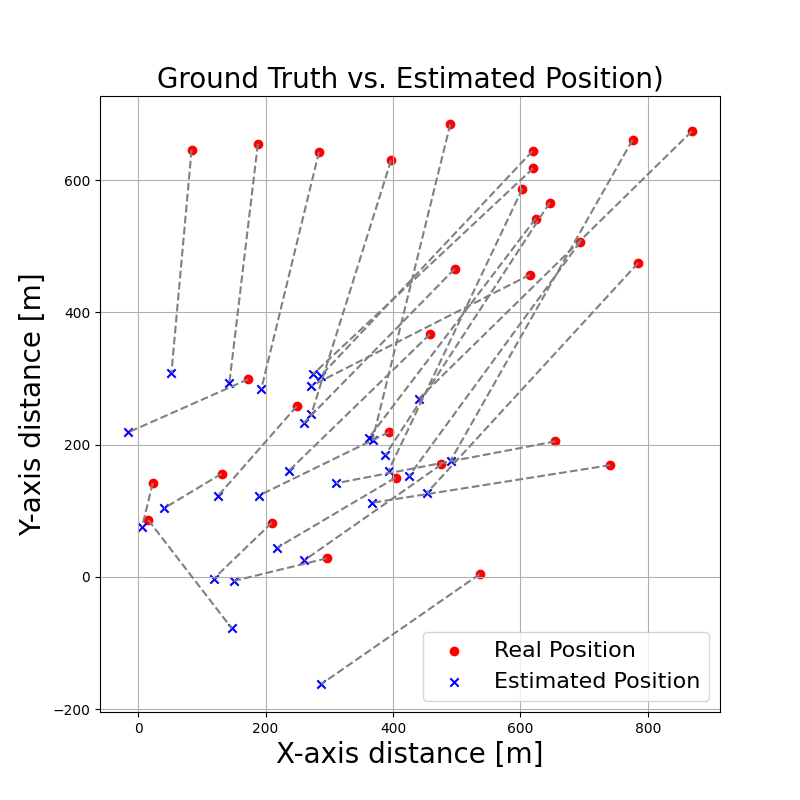 Ground Truth vs. Estimated Position)
Y-axis distance [m]
600
400
200
0
−200
0 200 400 600 800
X-axis distance [m]
Real Position
Estimated Position